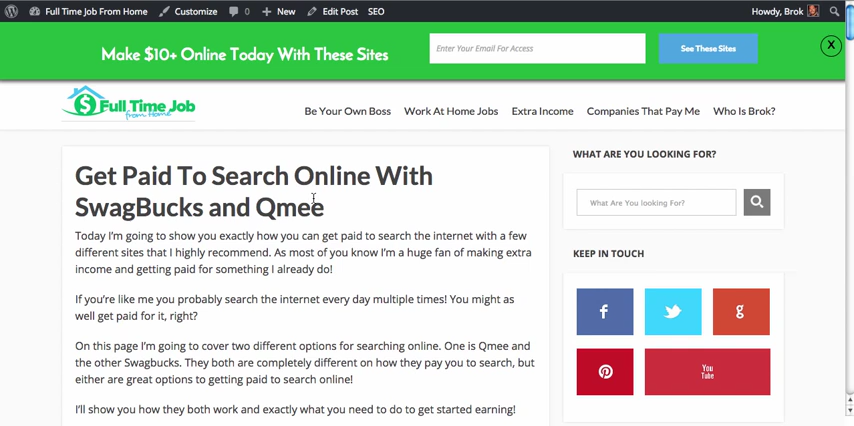 Full Time Job From Home Customize 0 New Edit Post SEO Howdy, Brok
Make $10+ Online Today With These Sites Enter Your Email For Access See These Sites X
$ Full Time Job
from Home
Be Your Own Boss Work At Home Jobs Extra Income Companies That Pay Me Who Is Brok?
Get Paid To Search Online With
SwagBucks and Qmee
Today I'm going to show you exactly how you can get paid to search the internet with a few
different sites that I highly recommend. As most of you know I'm a huge fan of making extra
income and getting paid for something I already do!
If you're like me you probably search the internet every day multiple times! You might as
well get paid for it, right?
On this page I'm going to cover two different options for searching online. One is Qmee and
the other Swagbucks. They both are completely different on how they pay you to search, but
either are great options to getting paid to search online!
I'll show you how they both work and exactly what you need to do to get started earning!
WHAT ARE YOU LOOKING FOR?
What Are You looking For?
KEEP IN TOUCH
f g
You
Tube